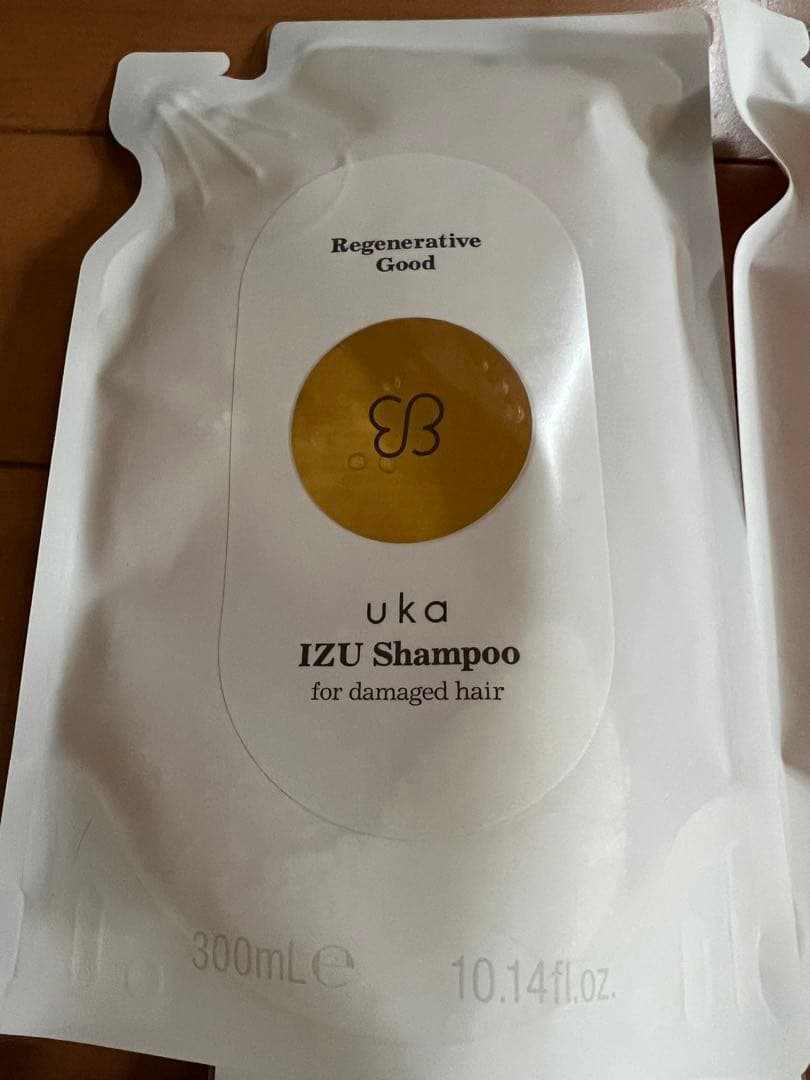 Regenerative
Good
uka
IZU Shampoo
for damaged hair
300mL℮
10.14fl.oz.